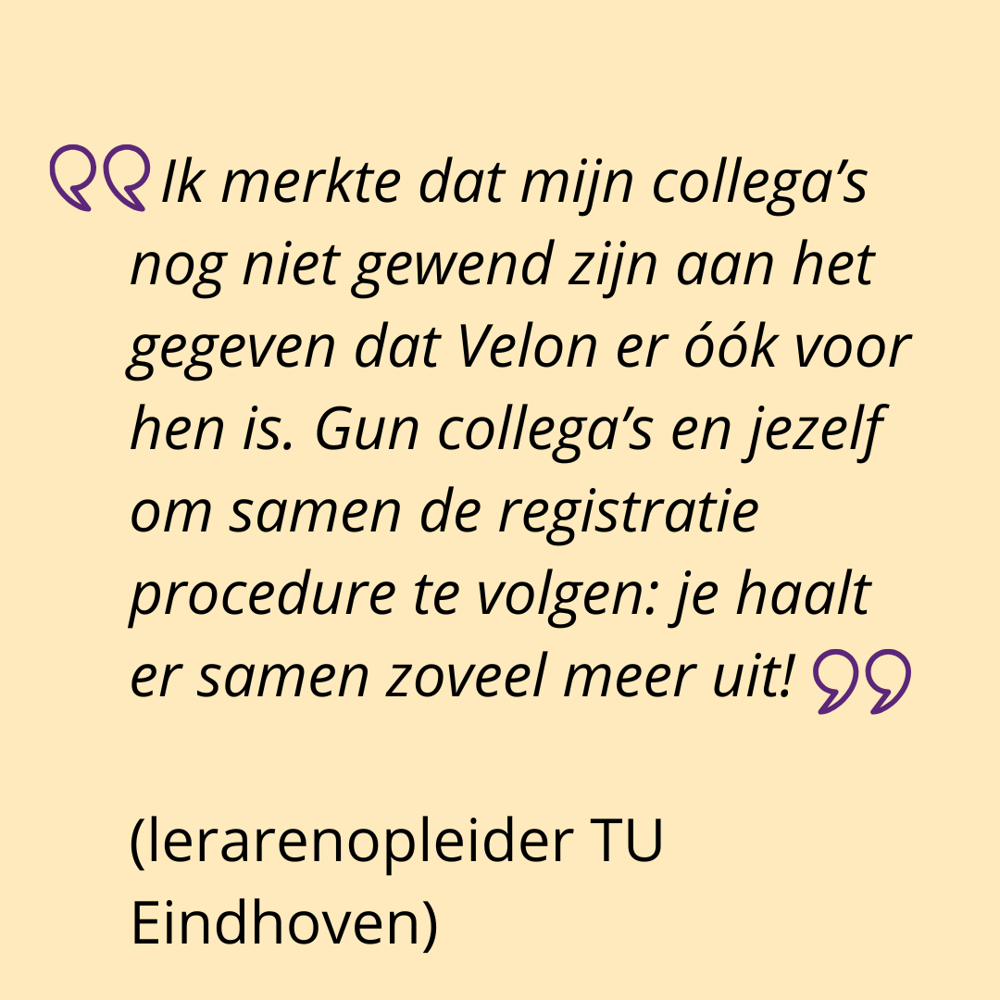 Ik merkte dat mijn collega’s
nog niet gewend zijn aan het
gegeven dat Velon er óók voor
hen is. Gun collega’s en jezelf
om samen de registratie
procedure te volgen: je haalt
er samen zoveel meer uit!
(lerarenopleider TU
Eindhoven)